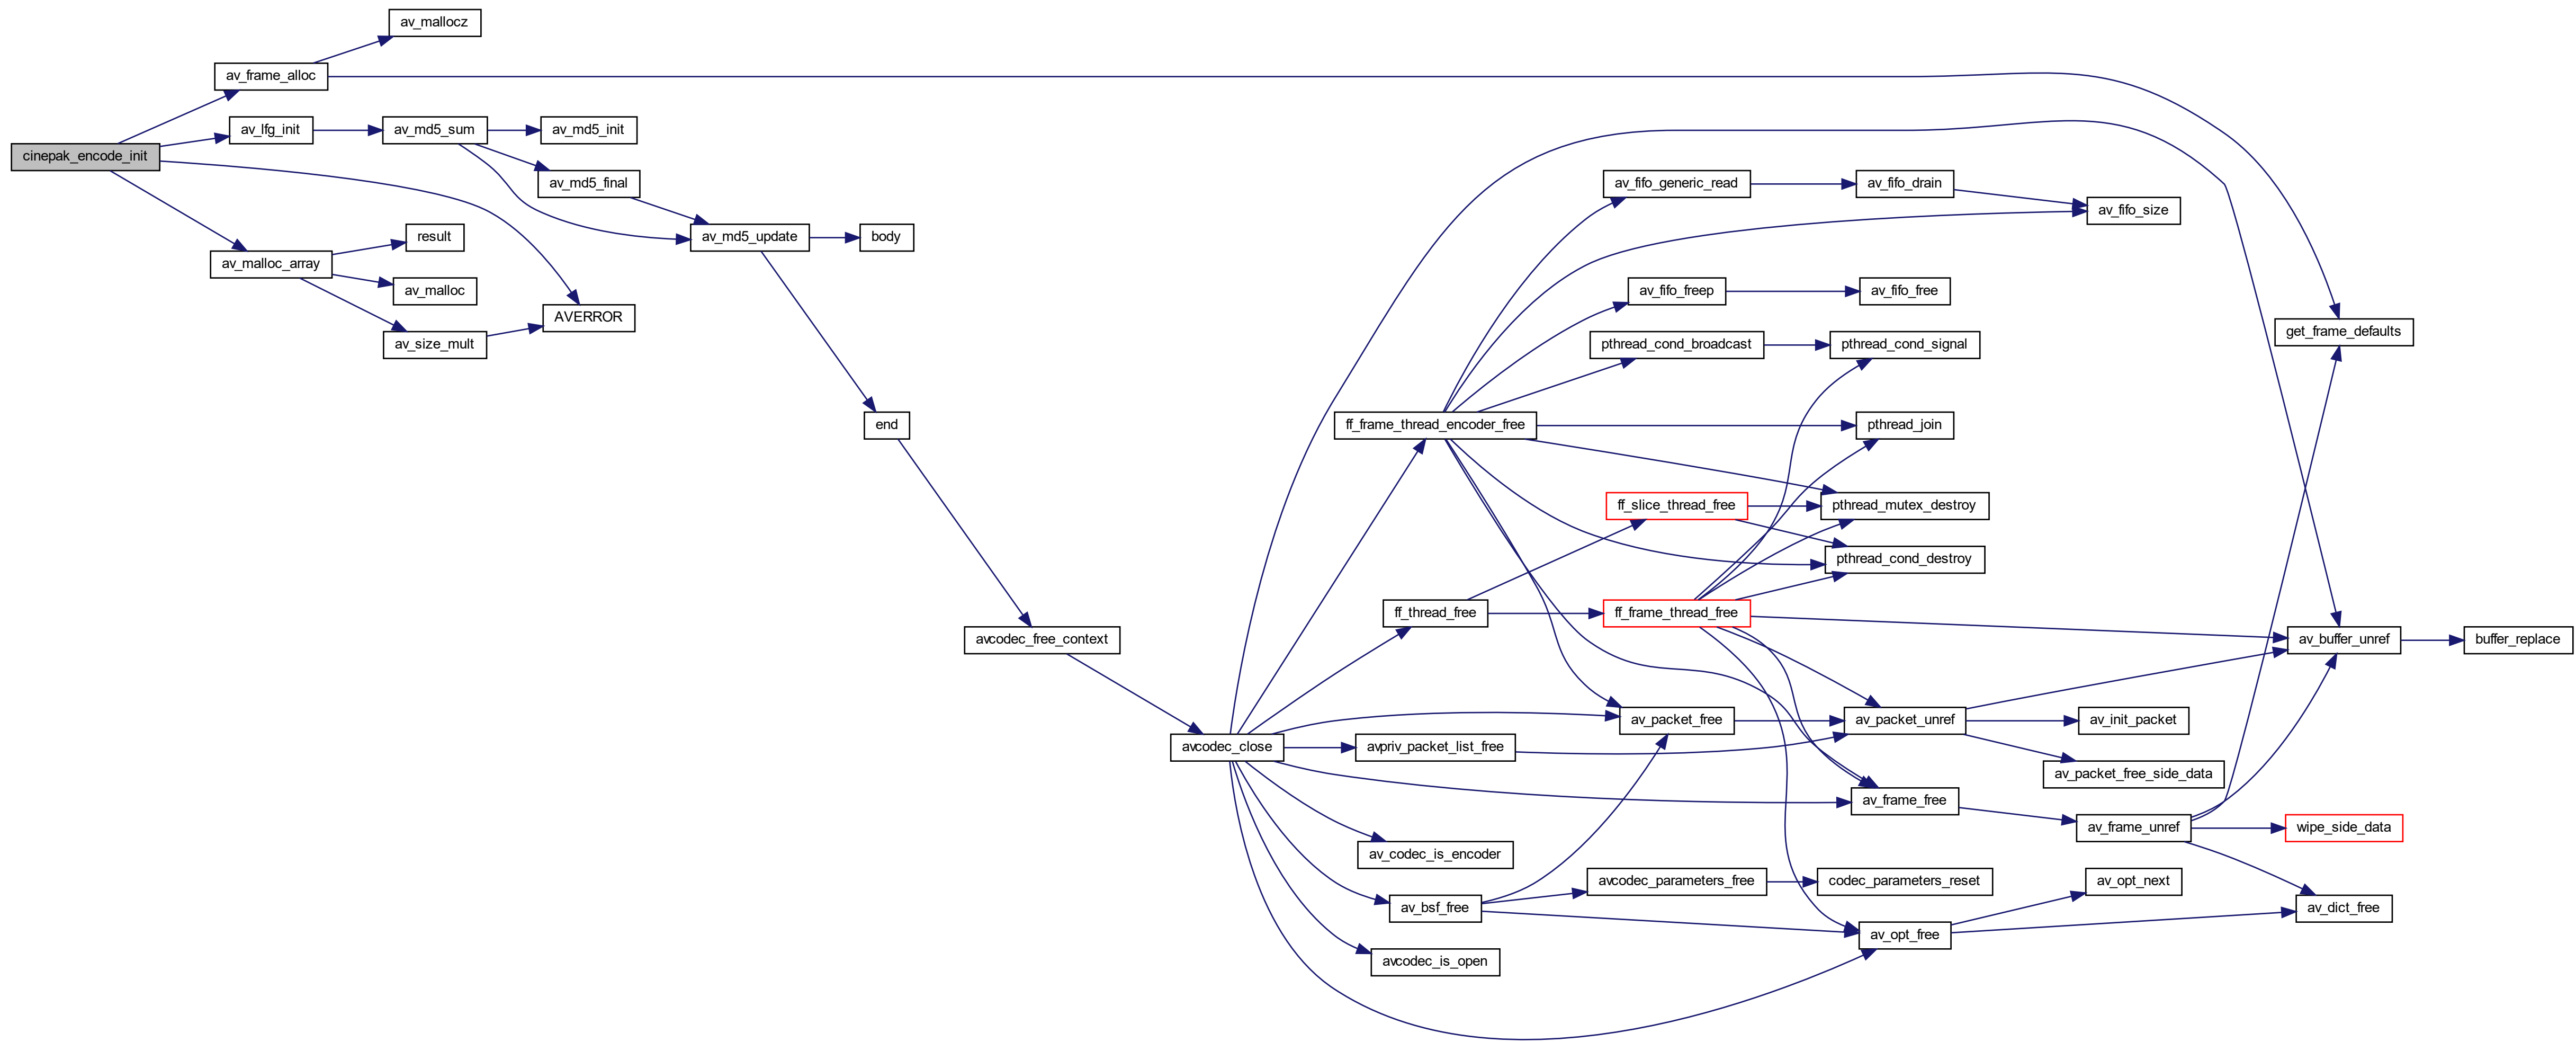 av_mallocz
av_frame_alloc
av_lfg_init
av_md5_sum
av_md5_init
cinepak_encode_init
av_md5_final
av_fifo_generic_read
av_fifo_drain
av_fifo_size
result
av_md5_update
body
av_malloc_array
av_malloc
av_fifo_freep
av_fifo_free
AVERROR
get_frame_defaults
av_size_mult
pthread_cond_broadcast
pthread_cond_signal
end
ff_frame_thread_encoder_free
pthread_join
ff_slice_thread_free
pthread_mutex_destroy
pthread_cond_destroy
ff_thread_free
ff_frame_thread_free
avcodec_free_context
av_buffer_unref
buffer_replace
av_packet_free
av_packet_unref
av_init_packet
avcodec_close
avpriv_packet_list_free
av_packet_free_side_data
av_frame_free
av_frame_unref
wipe_side_data
av_codec_is_encoder
avcodec_parameters_free
codec_parameters_reset
av_opt_next
av_bsf_free
av_dict_free
av_opt_free
avcodec_is_open